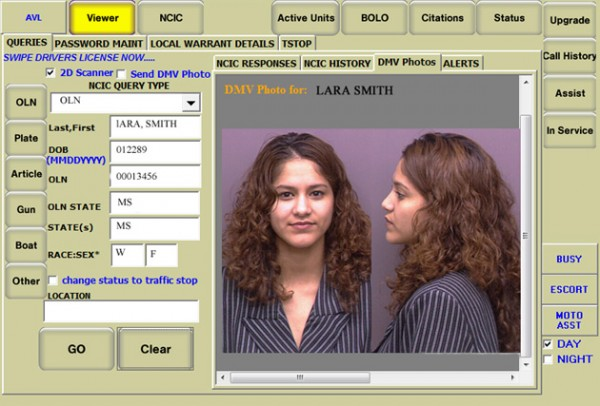 AVL Viewer NCIC Active Units BOLO Citations Status Upgrade
QUERIES PASSWORD MAINT LOCAL WARRANT DETAILS TSTOP
SWIPE DRIVERS LICENSE NOW.....
2D Scanner Send DMV Photo
NCIC QUERY TYPE
OLN OLN
Last,First lARA, SMITH
Plate
DOB 012289
(MMDDYYYY)
Article OLN 00013456
OLN STATE MS
Gun
STATE(s) MS
Boat RACE:SEX* W F
Other change status to traffic stop
LOCATION
GO Clear
NCIC RESPONSES NCIC HISTORY DMV Photos ALERTS
DMV Photo for: LARA SMITH
Call History
Assist
In Service
BUSY
ESCORT
MOTO
ASST
DAY
NIGHT